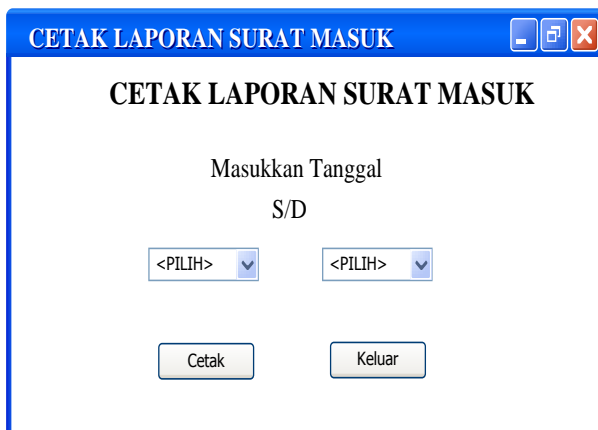 CETAK LAPORAN SURAT MASUK
CETAK LAPORAN SURAT MASUK
Masukkan Tanggal
S/D
<PILIH> <PILIH>
Cetak Keluar